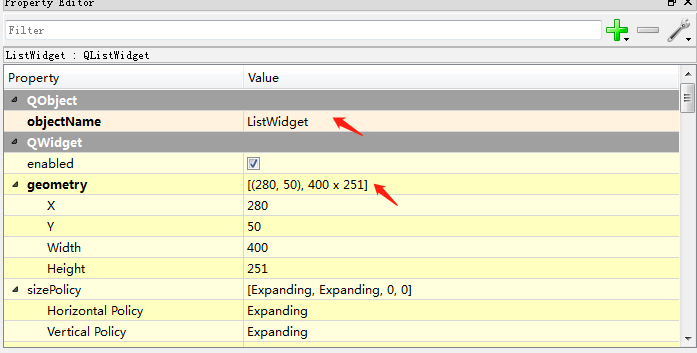 Property Editor
Filter
ListWidget : QListWidget
Property Value
QObject
objectName ListWidget
QWidget
enabled
geometry [(280, 50), 400 x 251]
X 280
Y 50
Width 400
Height 251
sizePolicy [Expanding, Expanding, 0, 0]
Horizontal Policy Expanding
Vertical Policy Expanding